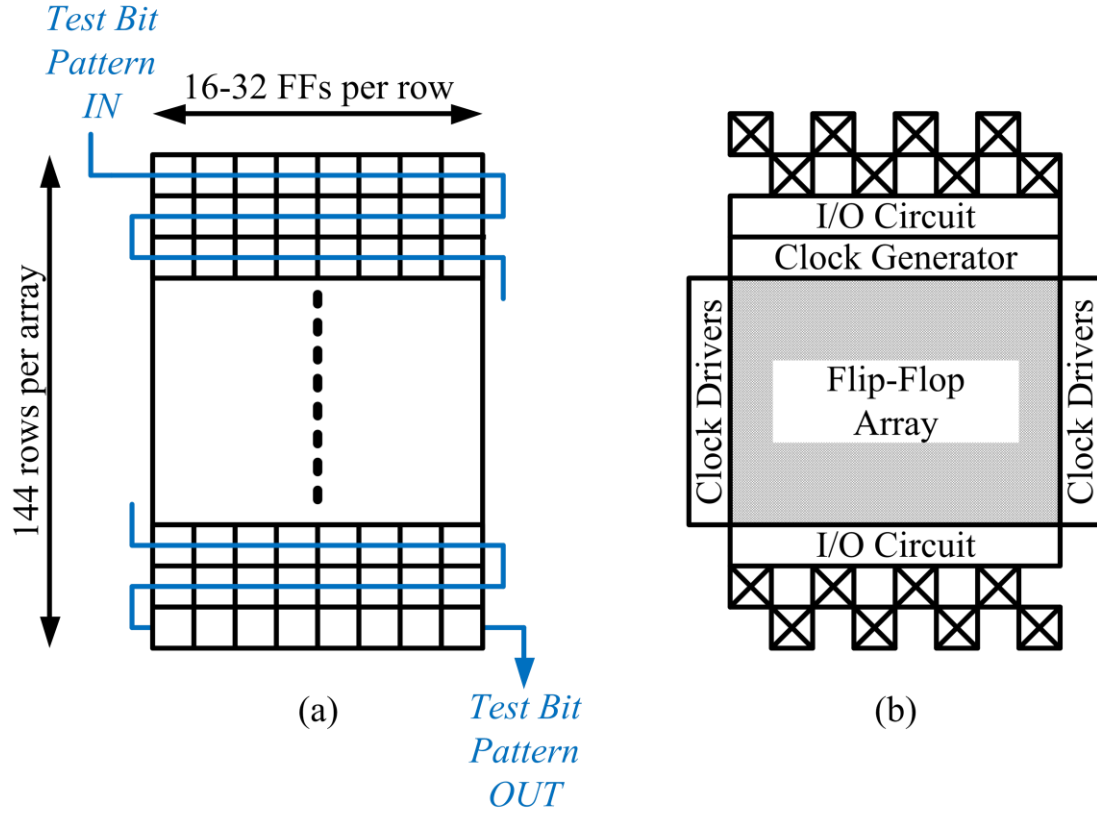 Test Bit
Pattern
IN
16-32 FFs per row
144 rows per array
(a)
Test Bit
Pattern
OUT
I/O Circuit
Clock Generator
Clock Drivers
Flip-Flop
Array
Clock Drivers
I/O Circuit
(b)